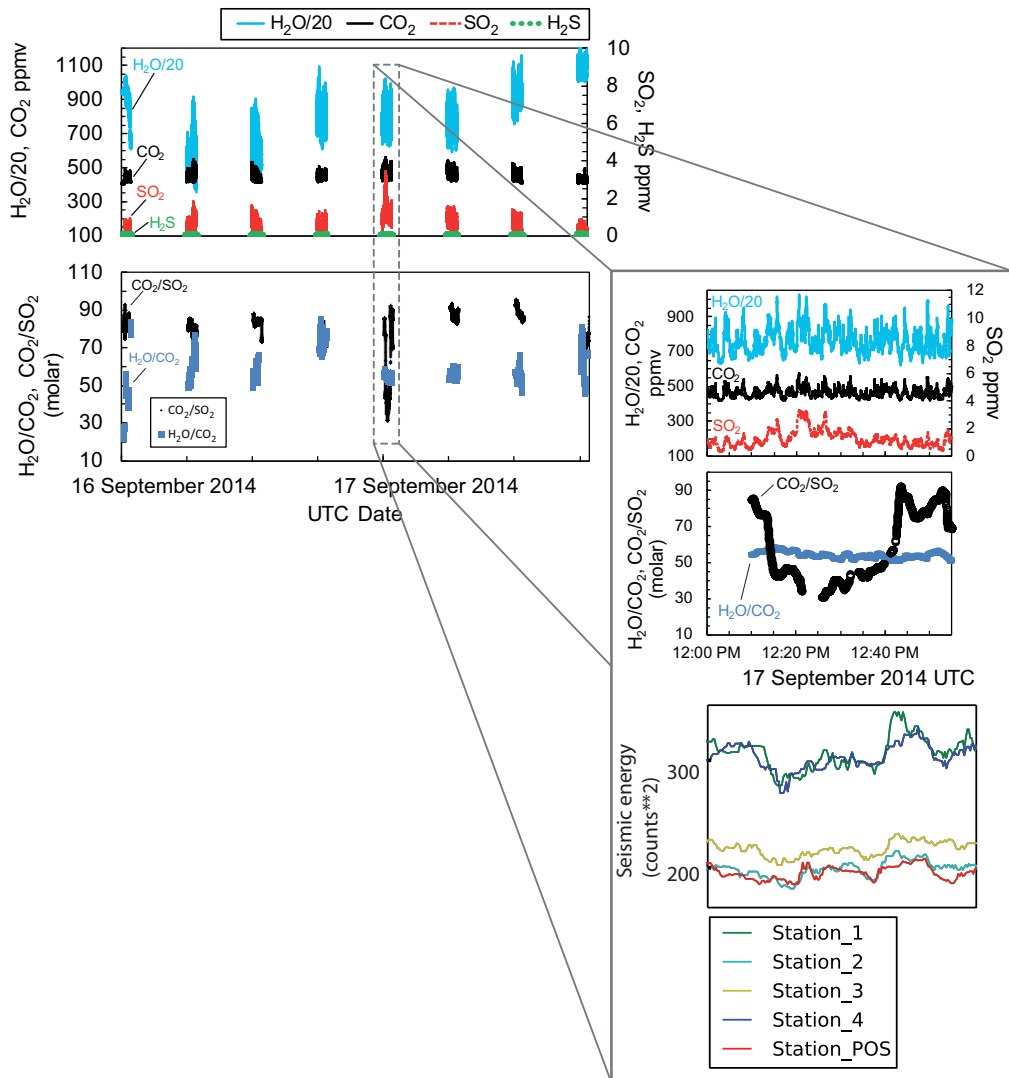 H₂O/20 CO₂ SO₂ H₂S
H₂O/20, CO₂ ppmv
1100
900
700
500
300
100
H₂O/20
CO₂
SO₂
H₂S
10
8
6
4
2
0
SO₂, H₂S ppmv
H₂O/CO₂, CO₂/SO₂
(molar)
110
90
70
50
30
10
CO₂/SO₂
H₂O/CO₂
CO₂/SO₂
H₂O/CO₂
16 September 2014 17 September 2014
UTC Date
H₂O/20, CO₂
ppmv
900
700
500
300
100
H₂O/20
CO₂
SO₂
12
10
8
6
4
2
0
SO₂ ppmv
H₂O/CO₂, CO₂/SO₂
(molar)
90
70
50
30
10
CO₂/SO₂
H₂O/CO₂
12:00 PM 12:20 PM 12:40 PM
17 September 2014 UTC
Seismic energy
(counts**2)
300
200
Station_1
Station_2
Station_3
Station_4
Station_POS